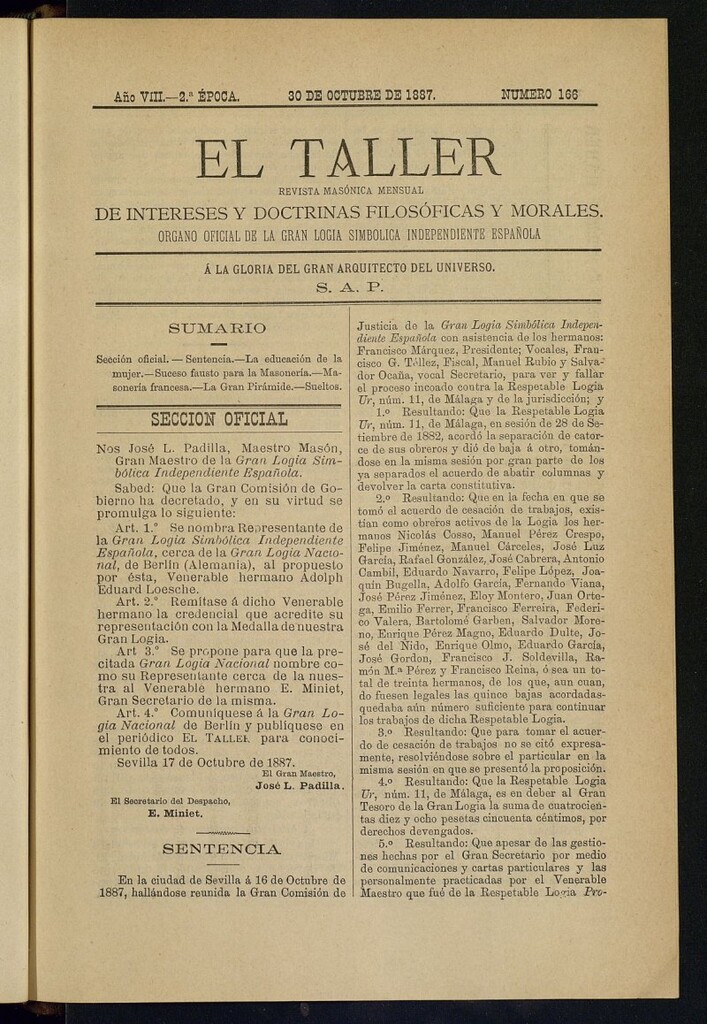 Año VIII.—2.ª ÉPOCA. 30 DE OCTUBRE DE 1887. NUMERO 166
EL TALLER
REVISTA MASÓNICA MENSUAL
DE INTERESES Y DOCTRINAS FILOSÓFICAS Y MORALES.
ORGANO OFICIAL DE LA GRAN LOGIA SIMBOLICA INDEPENDIENTE ESPAÑOLA
Á LA GLORIA DEL GRAN ARQUITECTO DEL UNIVERSO.
S. A. P.
SUMARIO
Sección oficial.—Sentencia.—La educación de la
mujer.—Suceso fausto para la Masonería.—Ma-
sonería francesa.—La Gran Pirámide.—Sueltos.
SECCION OFICIAL
Nos José L. Padilla, Maestro Masón,
Gran Maestro de la Gran Logia Sim-
bólica Independiente Española.
Sabed: Que la Gran Comisión de Go-
bierno ha decretado, y en su virtud se
promulga lo siguiente:
Art. 1.º Se nombra Representante de
la Gran Logia Simbólica Independiente
Española, cerca de la Gran Logia Nacio-
nal, de Berlín (Alemania), al propuesto
por ésta, Venerable hermano Adolph
Eduard Loesche.
Art. 2.º Remítase á dicho Venerable
hermano la credencial que acredite su
representación con la Medalla de nuestra
Gran Logia.
Art 3.º Se propone para que la pre-
citada Gran Logia Nacional nombre co-
mo su Representante cerca de la nues-
tra al Venerable hermano E. Miniet,
Gran Secretario de la misma.
Art. 4.º Comuníquese á la Gran Lo-
gia Nacional de Berlín y publíquese en
el periódico EL TALLER para conoci-
miento de todos.
Sevilla 17 de Octubre de 1887.
El Gran Maestro,
José L. Padilla.
El Secretario del Despacho,
E. Miniet.
SENTENCIA
En la ciudad de Sevilla á 16 de Octubre de
1887, hallándose reunida la Gran Comisión de
Justicia de la Gran Logia Simbólica Indepen-
diente Española con asistencia de los hermanos:
Francisco Márquez, Presidente; Vocales, Fran-
cisco G. Téllez, Fiscal, Manuel Rubio y Salva-
dor Ocaña, vocal Secretario, para ver y fallar
el proceso incoado contra la Respetable Logia
Ur, núm. 11, de Málaga y de la jurisdicción; y
1.º Resultando: Que la Respetable Logia
Ur, núm. 11, de Málaga, en sesión de 28 de Se-
tiembre de 1882, acordó la separación de cator-
ce de sus obreros y dió de baja á otro, tomán-
dose en la misma sesión por gran parte de los
ya separados el acuerdo de abatir columnas y
devolver la carta constitutiva.
2.º Resultando: Que en la fecha en que se
tomó el acuerdo de cesación de trabajos, exis-
tían como obreros activos de la Logia los her-
manos Nicolás Cosso, Manuel Pérez Crespo,
Felipe Jiménez, Manuel Cárceles, José Luz
García, Rafael González, José Cabrera, Antonio
Cambil, Eduardo Navarro, Felipe López, Joa-
quín Bugella, Adolfo García, Fernando Viana,
José Pérez Jiménez, Eloy Montero, Juan Orte-
ga, Emilio Ferrer, Francisco Ferreira, Federi-
co Valera, Bartolomé Garben, Salvador More-
no, Enrique Pérez Magno, Eduardo Dulte, Jo-
sé del Nido, Enrique Olmo, Eduardo García,
José Gordon, Francisco J. Soldevilla, Ra-
món M.ª Pérez y Francisco Reina, ó sea un to-
tal de treinta hermanos, de los que, aun cuan,
do fuesen legales las quince bajas acordadas-
quedaba aún número suficiente para continuar
los trabajos de dicha Respetable Logia.
3.º Resultando: Que para tomar el acuer-
do de cesación de trabajos no se citó expresa-
mente, resolviéndose sobre el particular en la
misma sesión en que se presentó la proposición.
4.º Resultando: Que la Respetable Logia
Ur, núm. 11, de Málaga, es en deber al Gran
Tesoro de la Gran Logia la suma de cuatrocien-
tas diez y ocho pesetas cincuenta céntimos, por
derechos devengados.
5.º Resultando: Que apesar de las gestio-
nes hechas por el Gran Secretario por medio
de comunicaciones y cartas particulares y las
personalmente practicadas por el Venerable
Maestro que fué de la Respetable Logia Pro-